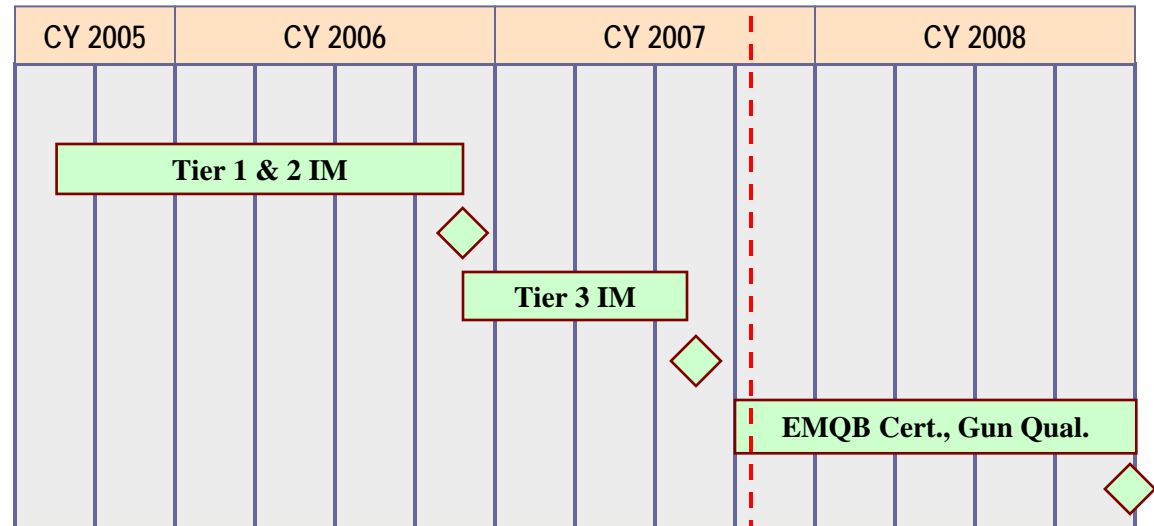 CY 2005
CY 2006
CY 2007
CY 2008
Tier 1 & 2 IM
Tier 3 IM
EMQB Cert., Gun Qual.